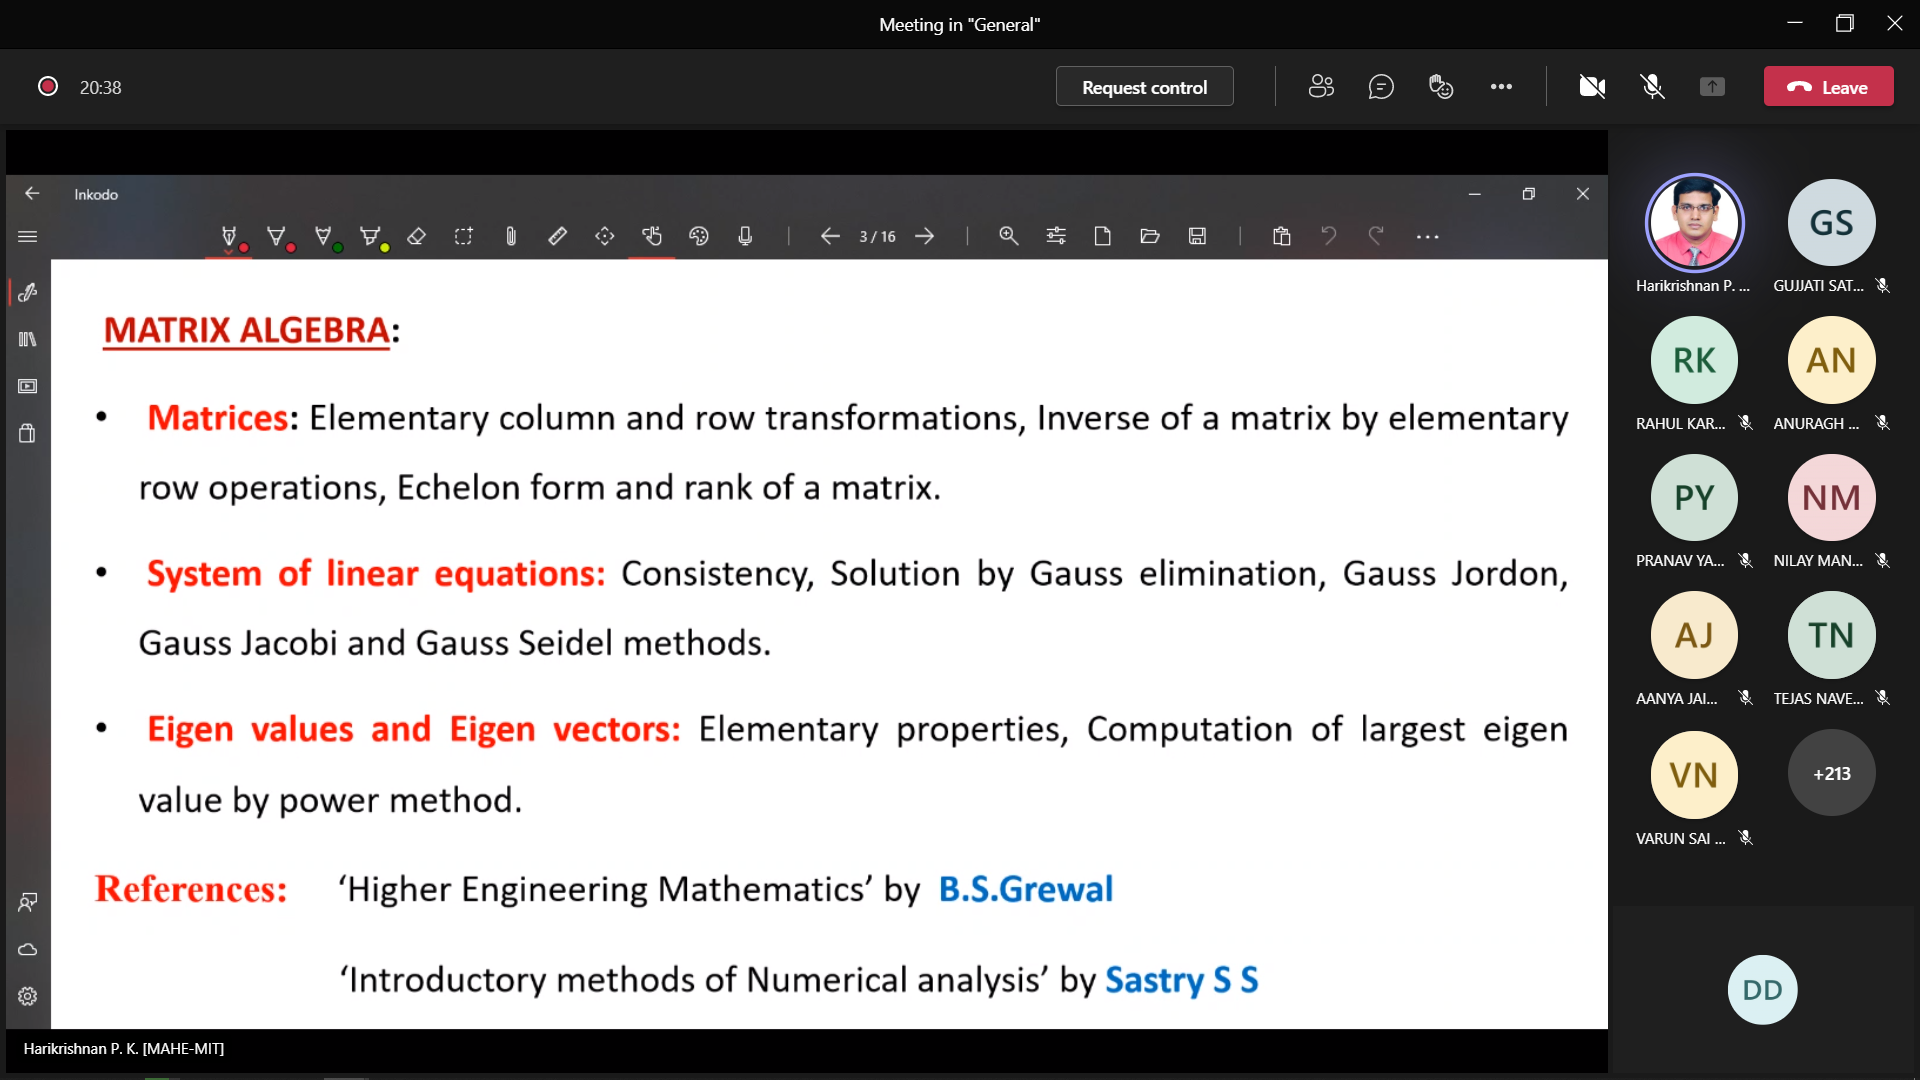 Meeting in "General"
20:38
Request control
Leave
Inkodo
3 / 16
MATRIX ALGEBRA:
• Matrices: Elementary column and row transformations, Inverse of a matrix by elementary
row operations, Echelon form and rank of a matrix.
• System of linear equations: Consistency, Solution by Gauss elimination, Gauss Jordon,
Gauss Jacobi and Gauss Seidel methods.
• Eigen values and Eigen vectors: Elementary properties, Computation of largest eigen
value by power method.
References: ‘Higher Engineering Mathematics’ by B.S.Grewal
‘Introductory methods of Numerical analysis’ by Sastry S S
Harikrishnan P. K. [MAHE-MIT]
GS
Harikrishnan P. ... GUJJATI SAT...
RK AN
RAHUL KAR... ANURAGH ...
PY NM
PRANAV YA... NILAY MAN...
AJ TN
AANYA JAI... TEJAS NAVE...
VN +213
VARUN SAI ...
DD